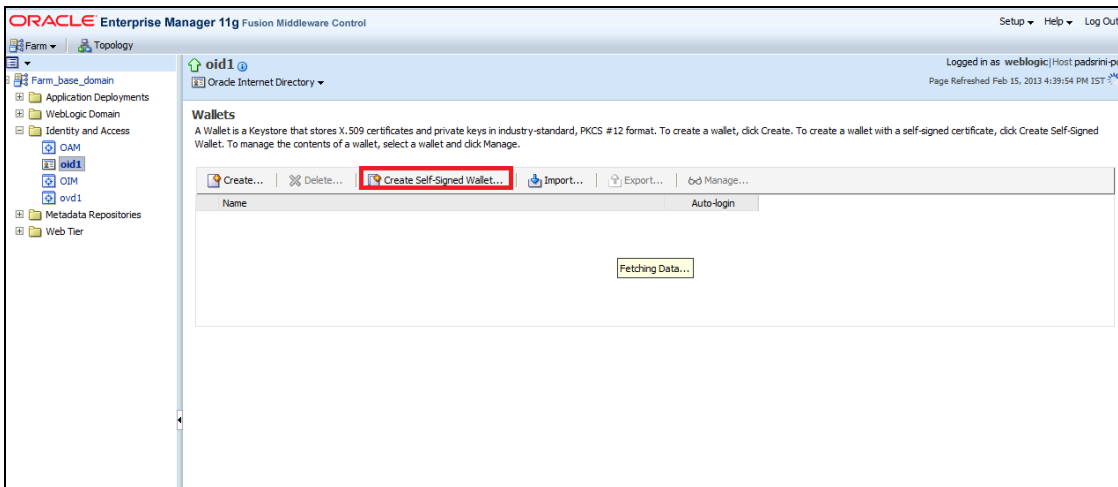 ORACLE Enterprise Manager 11g Fusion Middleware Control
Setup Help Log Out
Farm Topology
Farm_base_domain
Application Deployments
WebLogic Domain
Identity and Access
OAM
oid1
OIM
ovd1
Metadata Repositories
Web Tier
oid1
Logged in as weblogic|Host padsrini-pc
Oracle Internet Directory
Page Refreshed Feb 15, 2013 4:39:54 PM IST
Wallets
A Wallet is a Keystore that stores X.509 certificates and private keys in industry-standard, PKCS #12 format. To create a wallet, click Create. To create a wallet with a self-signed certificate, click Create Self-Signed
Wallet. To manage the contents of a wallet, select a wallet and click Manage.
Create... Delete... Create Self-Signed Wallet... Import... Export... Manage...
Name Auto-login
Fetching Data...